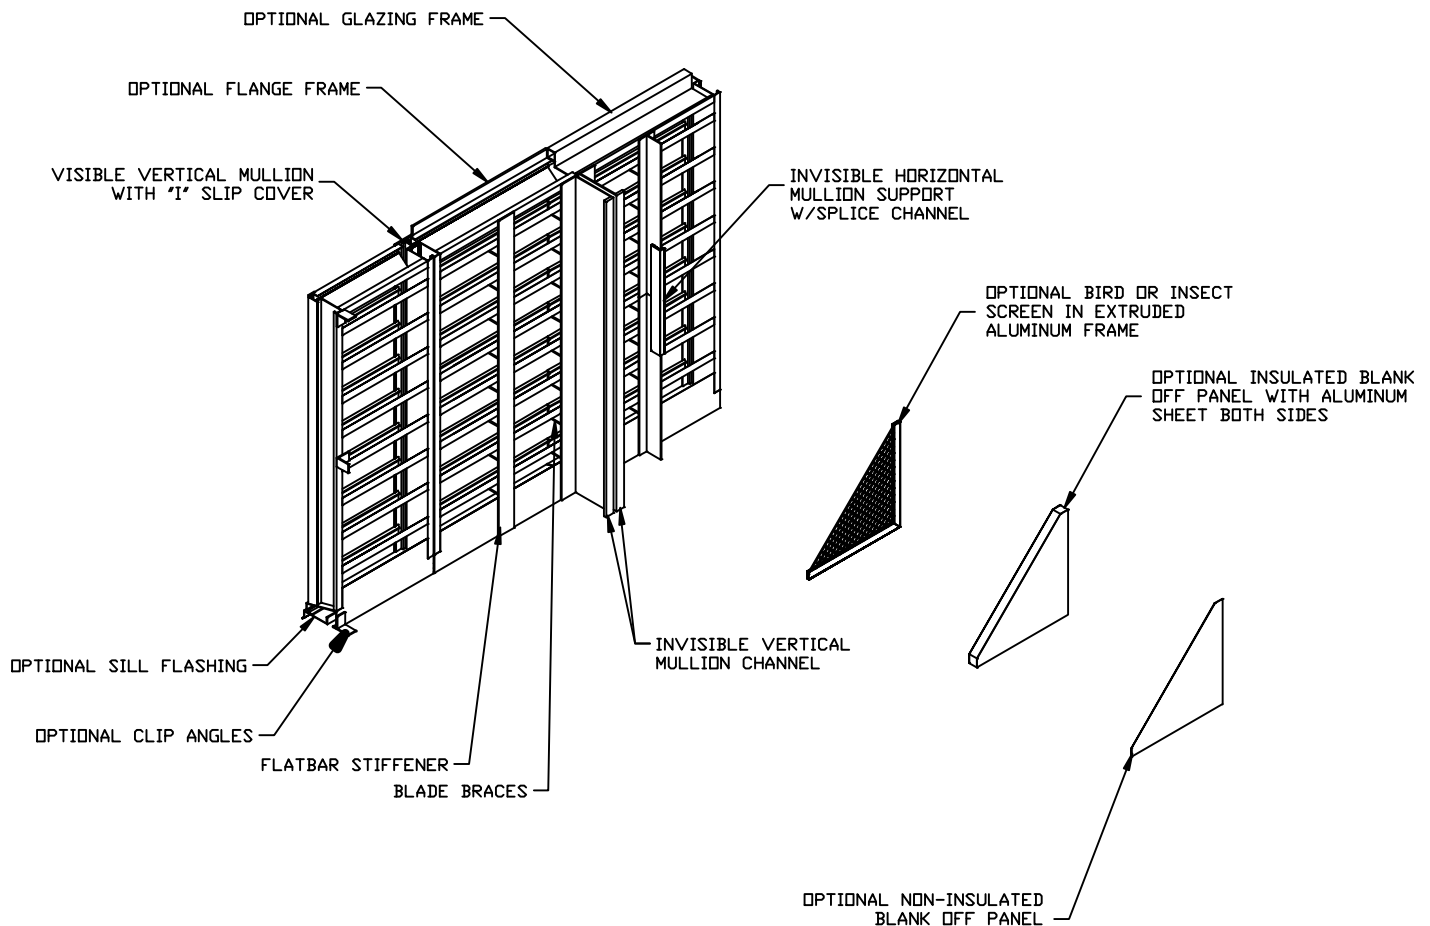 OPTIONAL GLAZING FRAME
OPTIONAL FLANGE FRAME
VISIBLE VERTICAL MULLION
WITH "I" SLIP COVER
INVISIBLE HORIZONTAL
MULLION SUPPORT
W/SPLICE CHANNEL
OPTIONAL BIRD OR INSECT
SCREEN IN EXTRUDED
ALUMINUM FRAME
OPTIONAL INSULATED BLANK
OFF PANEL WITH ALUMINUM
SHEET BOTH SIDES
INVISIBLE VERTICAL
MULLION CHANNEL
OPTIONAL SILL FLASHING
OPTIONAL CLIP ANGLES
FLATBAR STIFFENER
BLADE BRACES
OPTIONAL NON-INSULATED
BLANK OFF PANEL